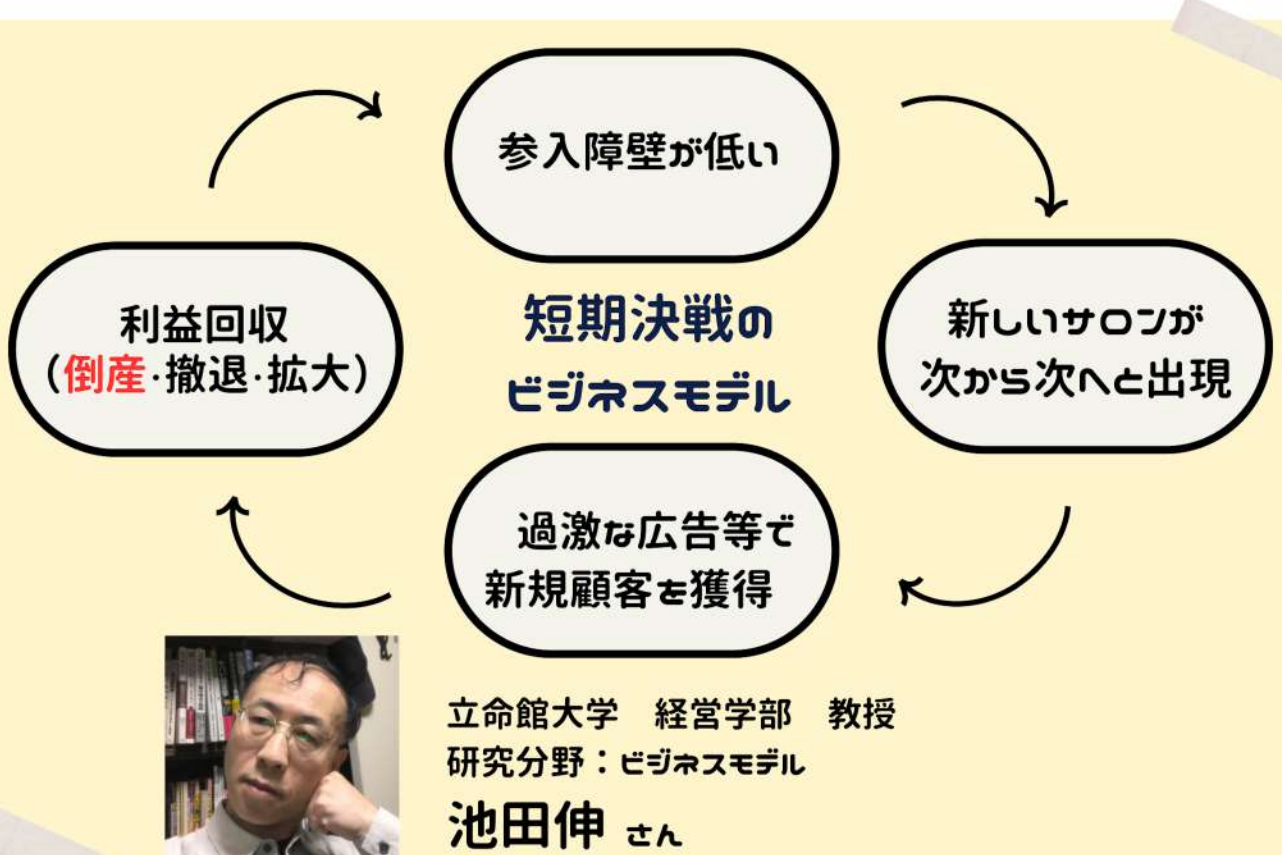 参入障壁が低い
利益回収
（倒産・撤退・拡大）
短期決戦の
ビジネスモデル
新しいサロンが
次から次へと出現
過激な広告等で
新規顧客を獲得
立命館大学　経営学部　教授
研究分野：ビジネスモデル
池田伸 さん